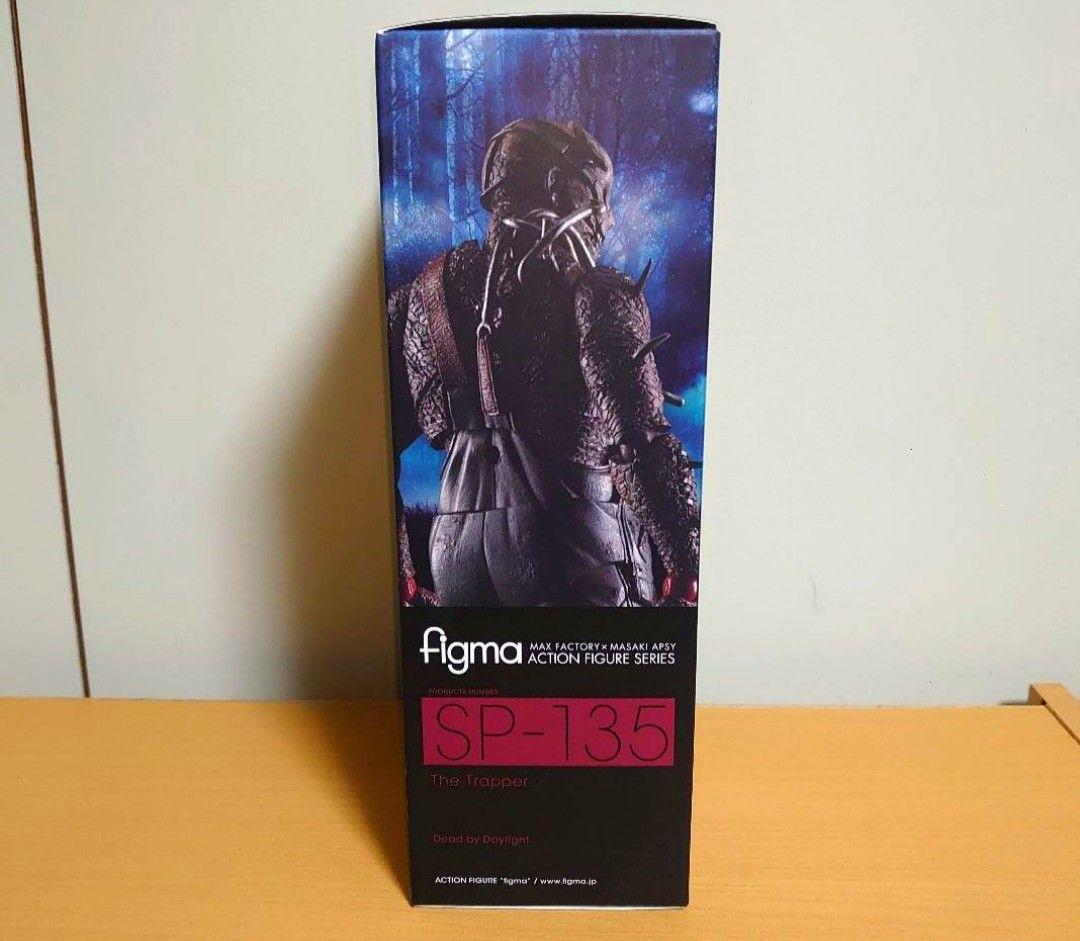 figma
MAX FACTORY × MASAKI APSY
ACTION FIGURE SERIES
PRODUCTS NUMBER
SP-135
The Trapper
Dead by Daylight
ACTION FIGURE "figma" / www.figma.jp